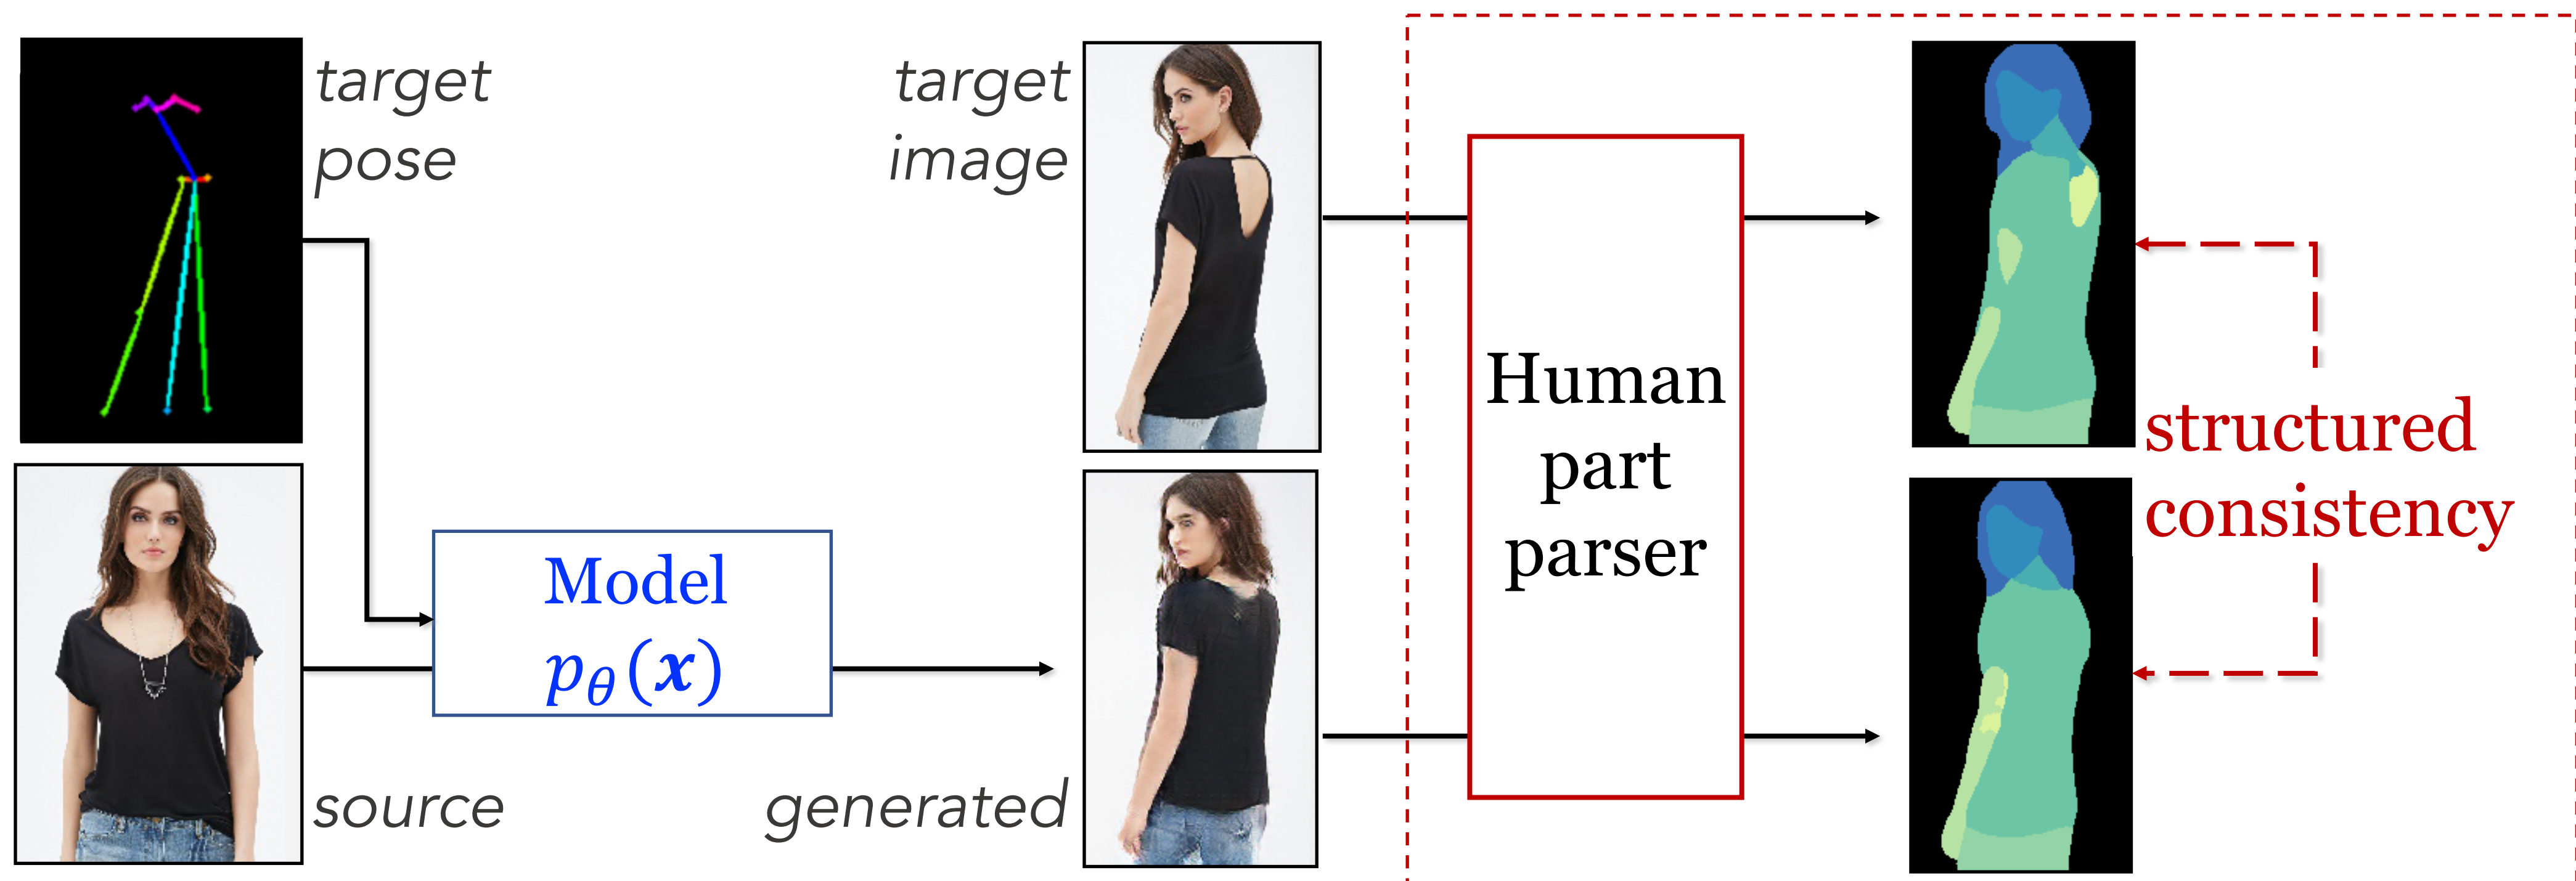 target
pose
target
image
Human
part
parser
structured
consistency
Model
pθ(x)
source
generated